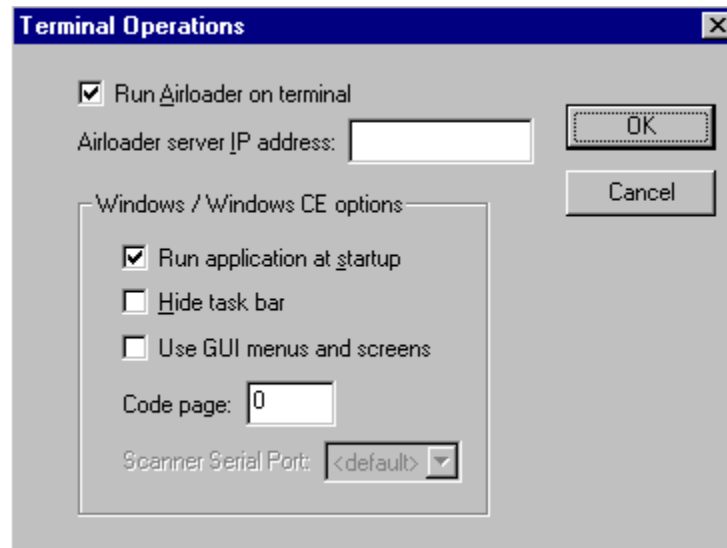 Terminal Operations
Run Airloader on terminal
Airloader server IP address:
OK
Cancel
Windows / Windows CE options
Run application at startup
Hide task bar
Use GUI menus and screens
Code page: 0
Scanner Serial Port: <default>